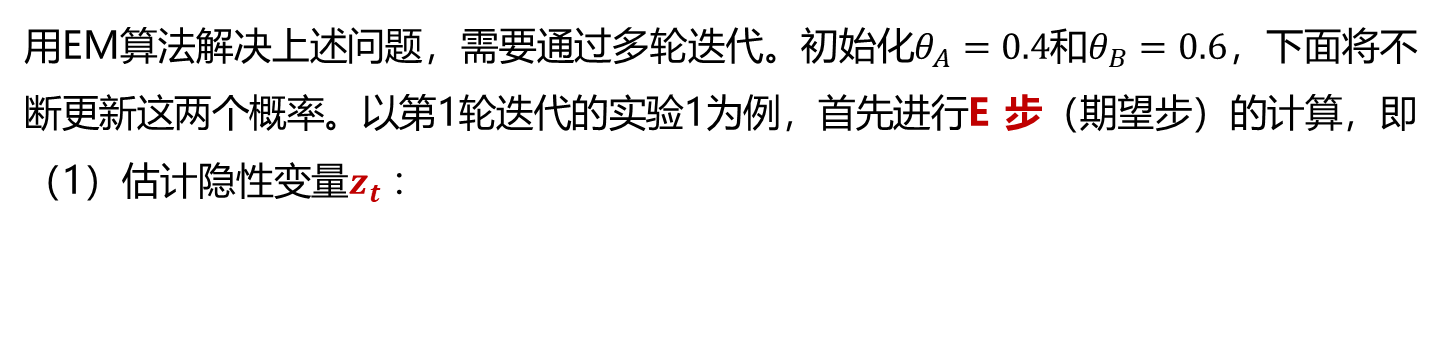 用EM算法解决上述问题，需要通过多轮迭代。初始化θ_A = 0.4和θ_B = 0.6，下面将不
断更新这两个概率。以第1轮迭代的实验1为例，首先进行E 步（期望步）的计算，即
（1）估计隐性变量z_t：